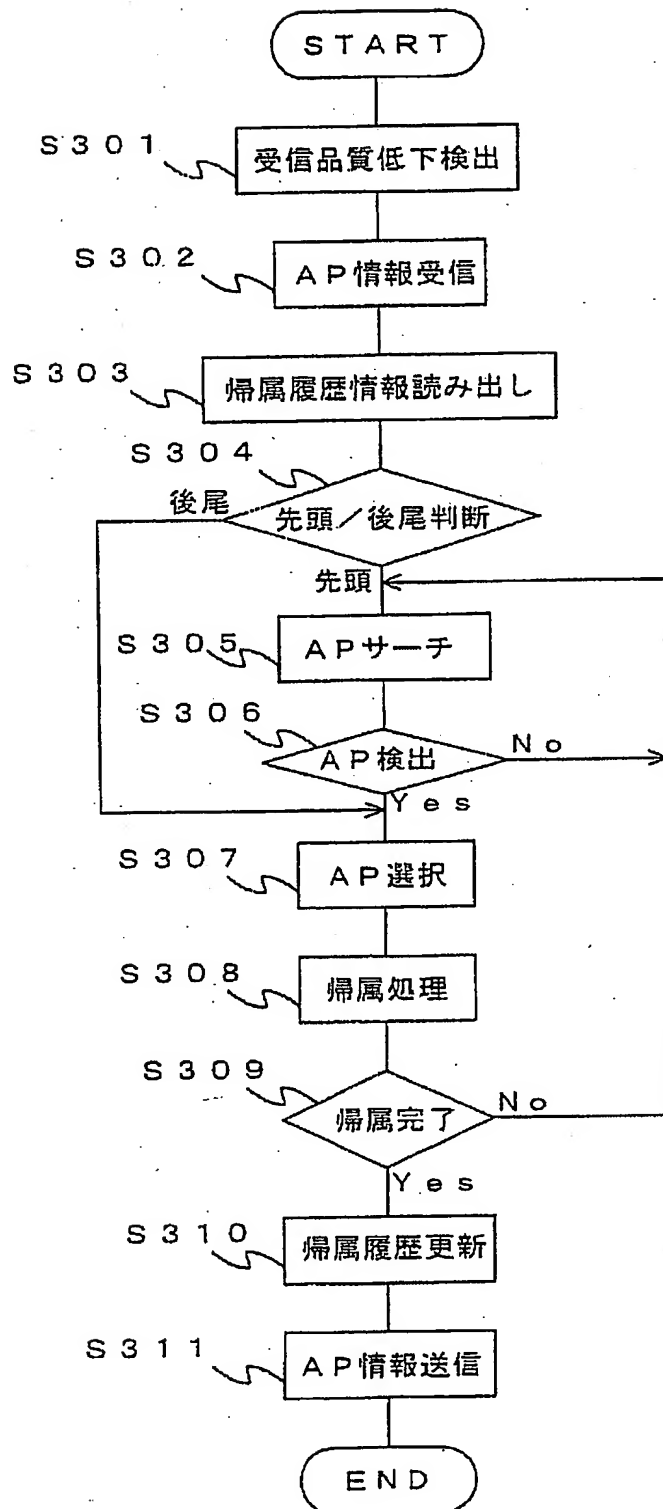 START
S301
受信品質低下検出
S302
AP情報受信
S303
帰属履歴情報読み出し
S304
後尾
先頭/後尾判断
先頭
S305
APサーチ
S306
AP検出
No
Yes
S307
AP選択
S308
帰属処理
S309
帰属完了
No
Yes
S310
帰属履歴更新
S311
AP情報送信
END